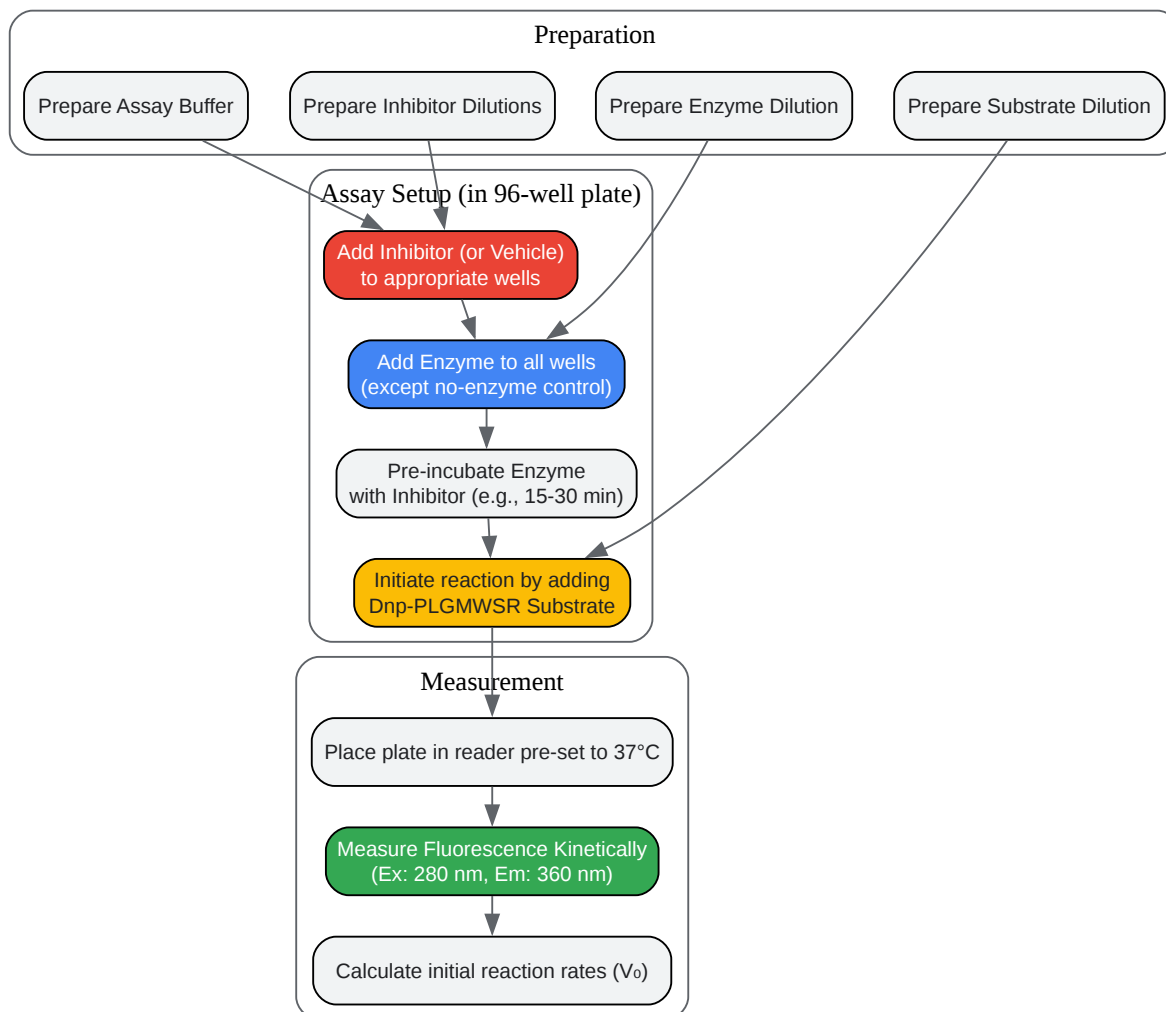 Preparation
Prepare Assay Buffer
Prepare Inhibitor Dilutions
Prepare Enzyme Dilution
Prepare Substrate Dilution
Assay Setup (in 96-well plate)
Add Inhibitor (or Vehicle)
to appropriate wells
Add Enzyme to all wells
(except no-enzyme control)
Pre-incubate Enzyme
with Inhibitor (e.g., 15-30 min)
Initiate reaction by adding
Dnp-PLGMWSR Substrate
Measurement
Place plate in reader pre-set to 37°C
Measure Fluorescence Kinetically
(Ex: 280 nm, Em: 360 nm)
Calculate initial reaction rates (V₀)